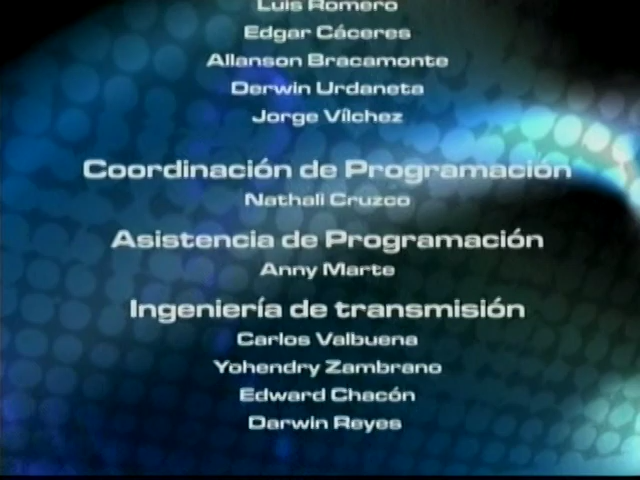 Luis Romero
Edgar Cáceres
Allanson Bracamonte
Derwin Urdaneta
Jorge Vílchez
Coordinación de Programación
Nathali Cruzco
Asistencia de Programación
Anny Marte
Ingeniería de transmisión
Carlos Valbuena
Yohendry Zambrano
Edward Chacón
Darwin Reyes